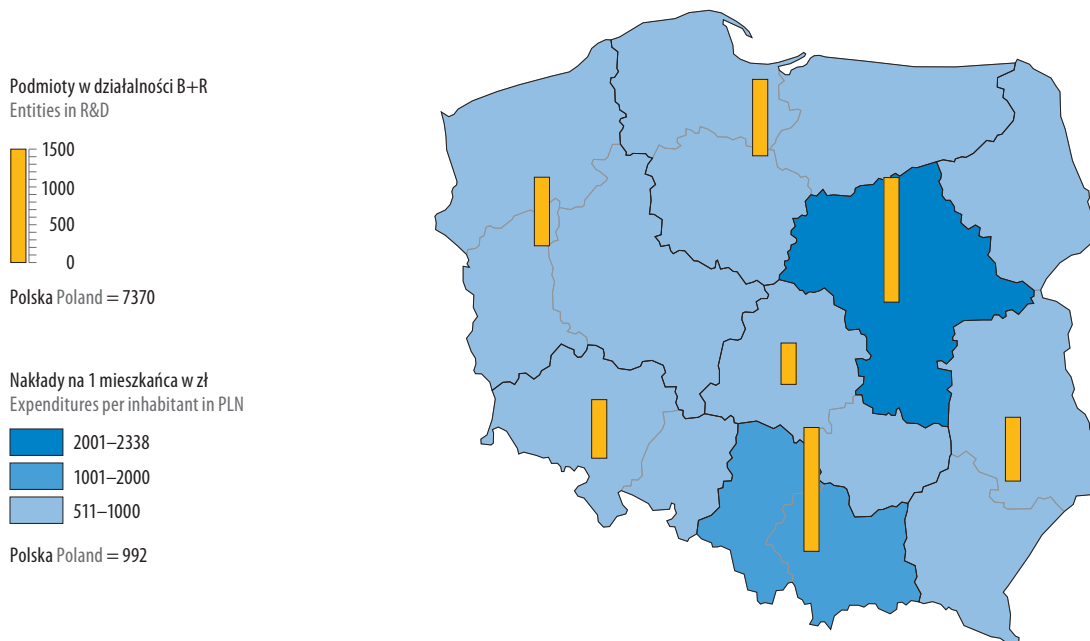 Podmioty w działalności B+R
Entities in R&D
1500
1000
500
0
Polska Poland = 7370
Nakłady na 1 mieszkańca w zł
Expenditures per inhabitant in PLN
2001–2338
1001–2000
511–1000
Polska Poland = 992